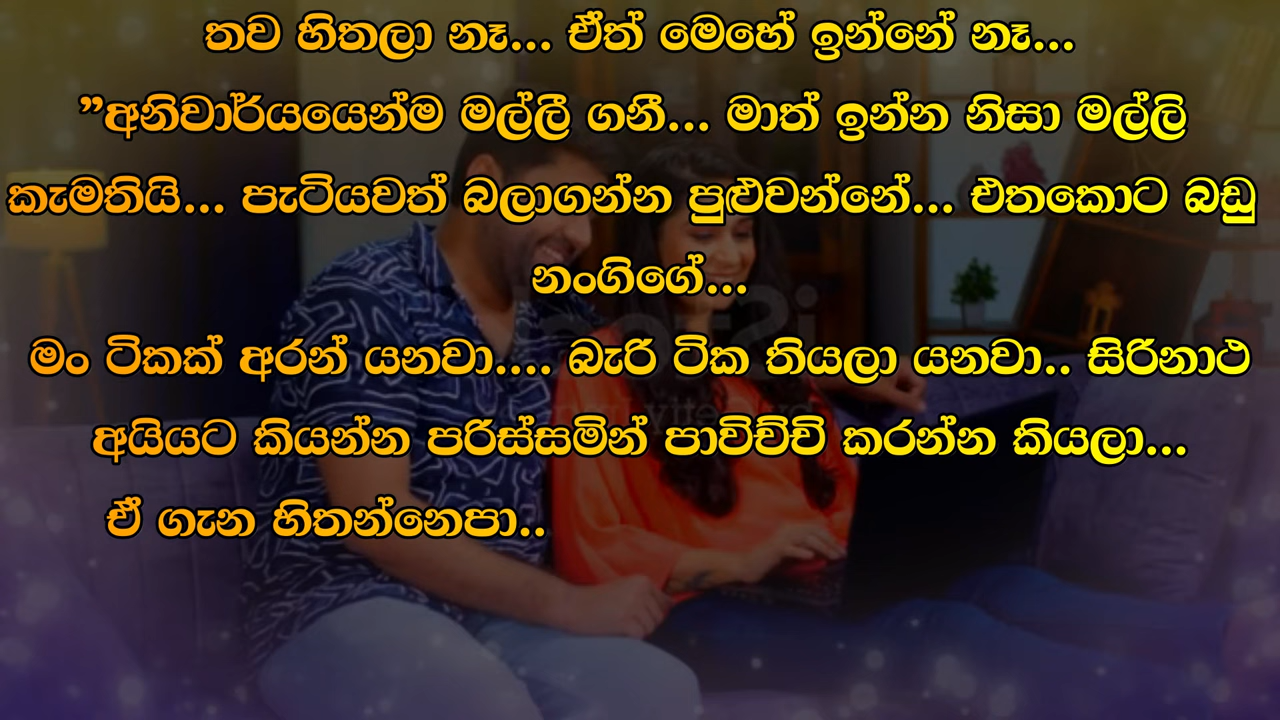 තව හිතලා නෑ... ඒත් මෙහේ ඉන්නේ නෑ...
”අනිවාර්යයෙන්ම මල්ලී ගනී... මාත් ඉන්න නිසා මල්ලි
කැමතියි... පැටියවත් බලාගන්න පුළුවන්නේ... එතකොට බඩු
නංගිගේ...
මං ටිකක් අරන් යනවා.... බැරි ටික තියලා යනවා.. සිරිනාථ
අයියට කියන්න පරිස්සමින් පාවිච්චි කරන්න කියලා...
ඒ ගැන හිතන්නෙපා..